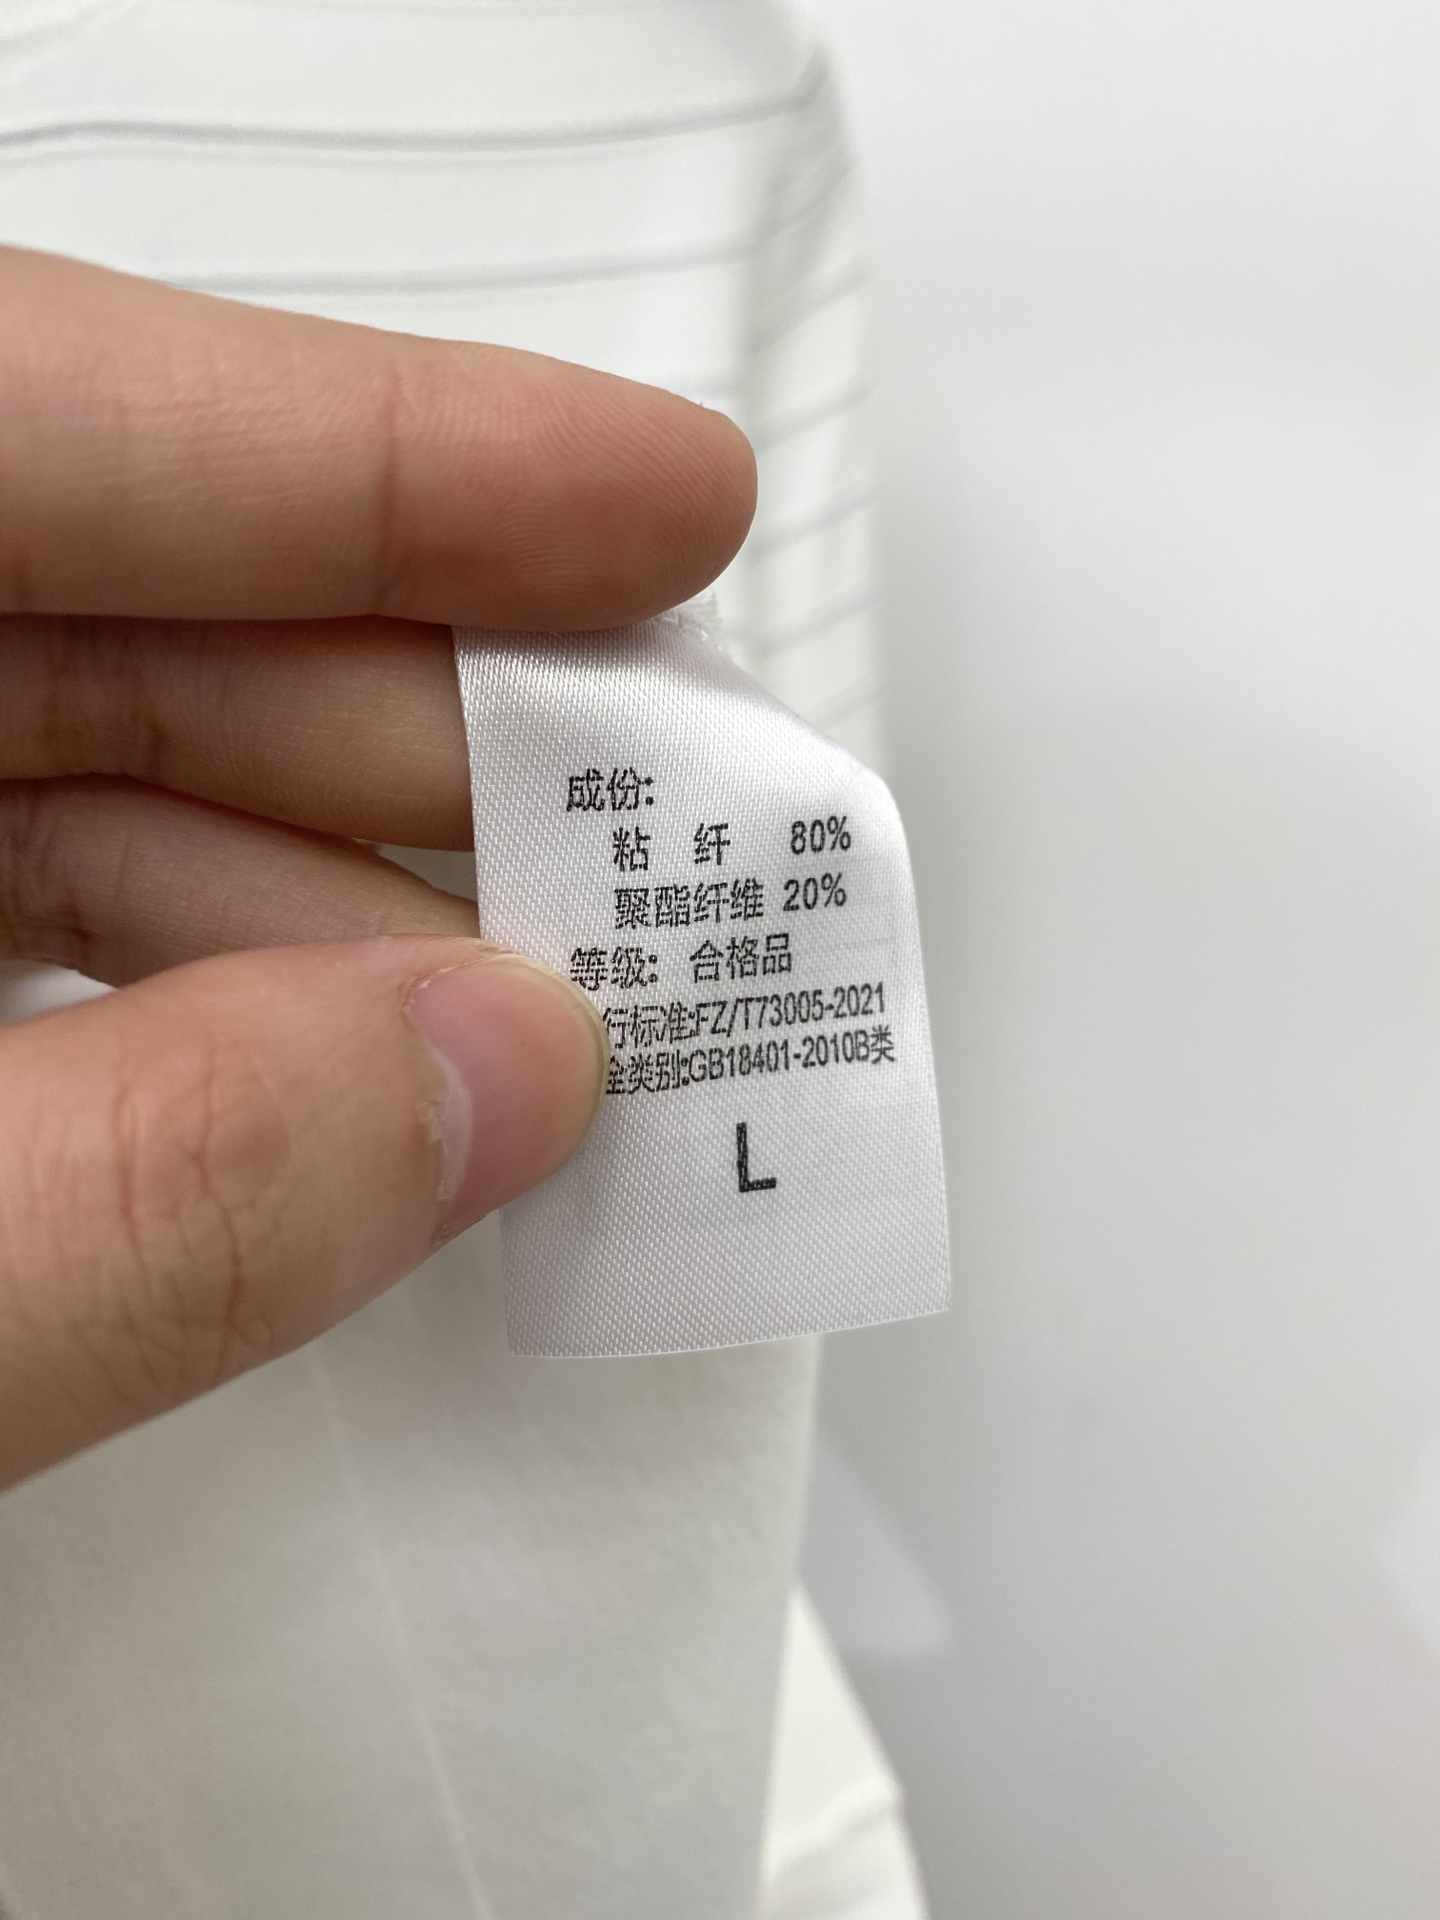 成份:
粘 纤 80%
聚酯纤维 20%
等级: 合格品
行标准:FZ/T73005-2021
全类别:GB18401-2010B类
L